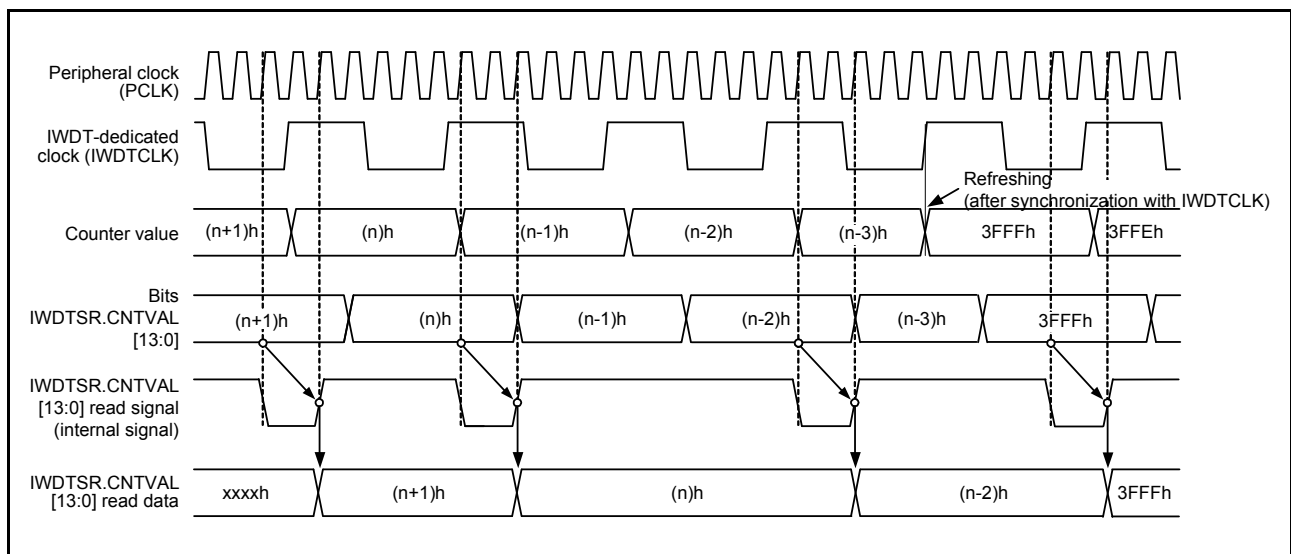 Peripheral clock
(PCLK)
IWDT-dedicated
clock (IWDTCLK)
Refreshing
(after synchronization with IWDTCLK)
Counter value
(n+1)h
(n)h
(n-1)h
(n-2)h
(n-3)h
3FFFh
3FFEh
Bits
IWDTSR.CNTVAL
[13:0]
(n+1)h
(n)h
(n-1)h
(n-2)h
(n-3)h
3FFFh
IWDTSR.CNTVAL
[13:0] read signal
(internal signal)
IWDTSR.CNTVAL
[13:0] read data
xxxxh
(n+1)h
(n)h
(n-2)h
3FFFh